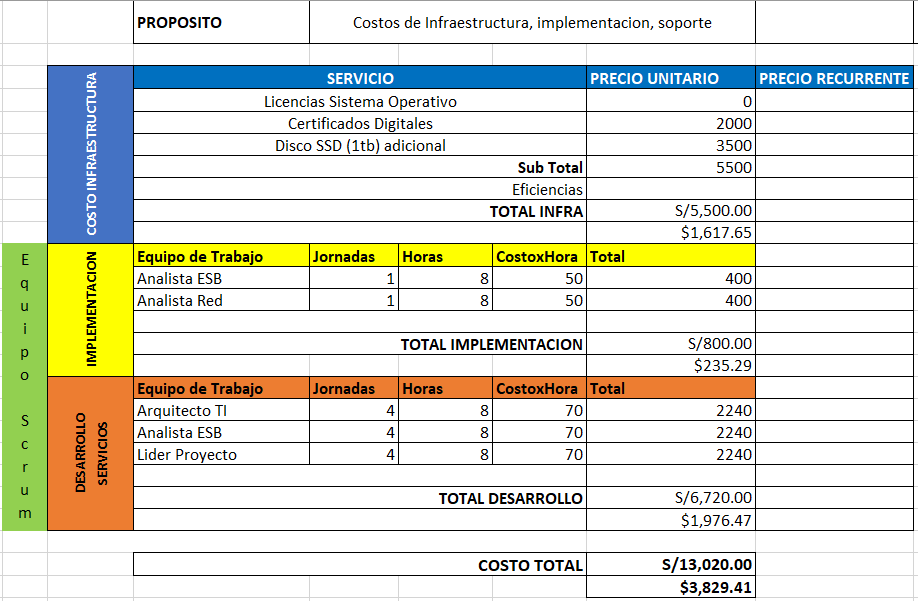 PROPOSITO Costos de Infraestructura, implementacion, soporte
COSTO INFRAESTRUCTURA
SERVICIO PRECIO UNITARIO PRECIO RECURRENTE
Licencias Sistema Operativo 0
Certificados Digitales 2000
Disco SSD (1tb) adicional 3500
Sub Total 5500
Eficiencias
TOTAL INFRA S/5,500.00
$1,617.65
Equipo Scrum
IMPLEMENTACION
Equipo de Trabajo Jornadas Horas CostoxHora Total
Analista ESB 1 8 50 400
Analista Red 1 8 50 400
TOTAL IMPLEMENTACION S/800.00
$235.29
DESARROLLO
SERVICIOS
Equipo de Trabajo Jornadas Horas CostoxHora Total
Arquitecto TI 4 8 70 2240
Analista ESB 4 8 70 2240
Lider Proyecto 4 8 70 2240
TOTAL DESARROLLO S/6,720.00
$1,976.47
COSTO TOTAL S/13,020.00
$3,829.41